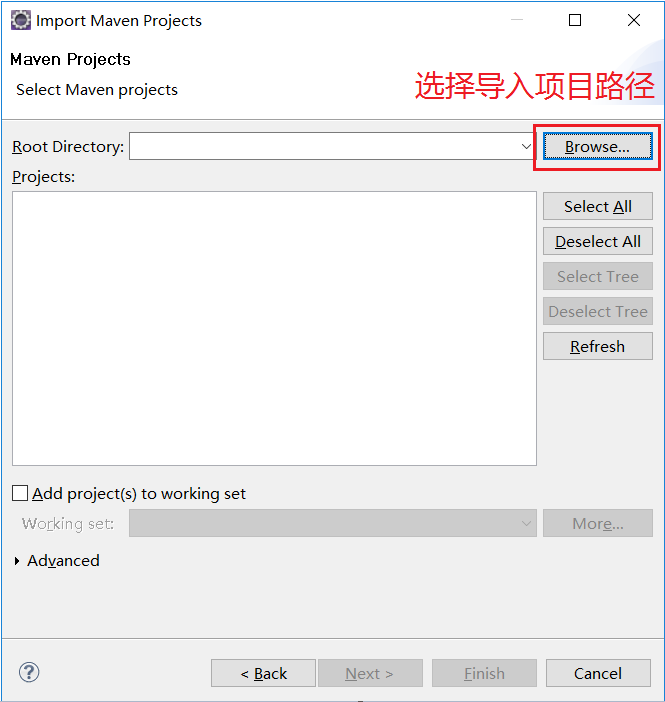 Import Maven Projects
Maven Projects
Select Maven projects
选择导入项目路径
Root Directory:
Browse...
Projects:
Select All
Deselect All
Select Tree
Deselect Tree
Refresh
Add project(s) to working set
Working set:
More...
Advanced
?
< Back
Next >
Finish
Cancel